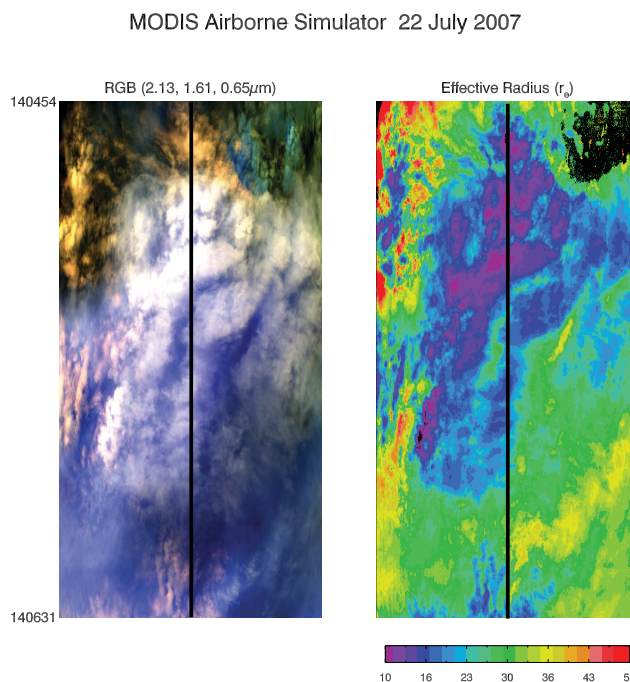 MODIS Airborne Simulator 22 July 2007
RGB (2.13, 1.61, 0.65μm)
Effective Radius (re)
140454
140631
10 16 23 30 36 43 5